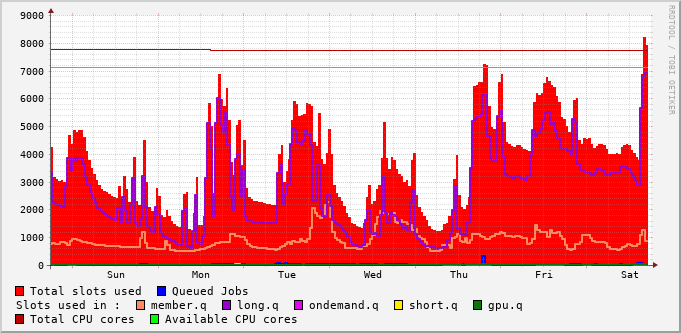 9000
8000
7000
6000
5000
4000
3000
2000
1000
0
Sun Mon Tue Wed Thu Fri Sat
RRDTOOL / TOBI OETIKER
Total slots used Queued Jobs
Slots used in : member.q long.q ondemand.q short.q gpu.q
Total CPU cores Available CPU cores